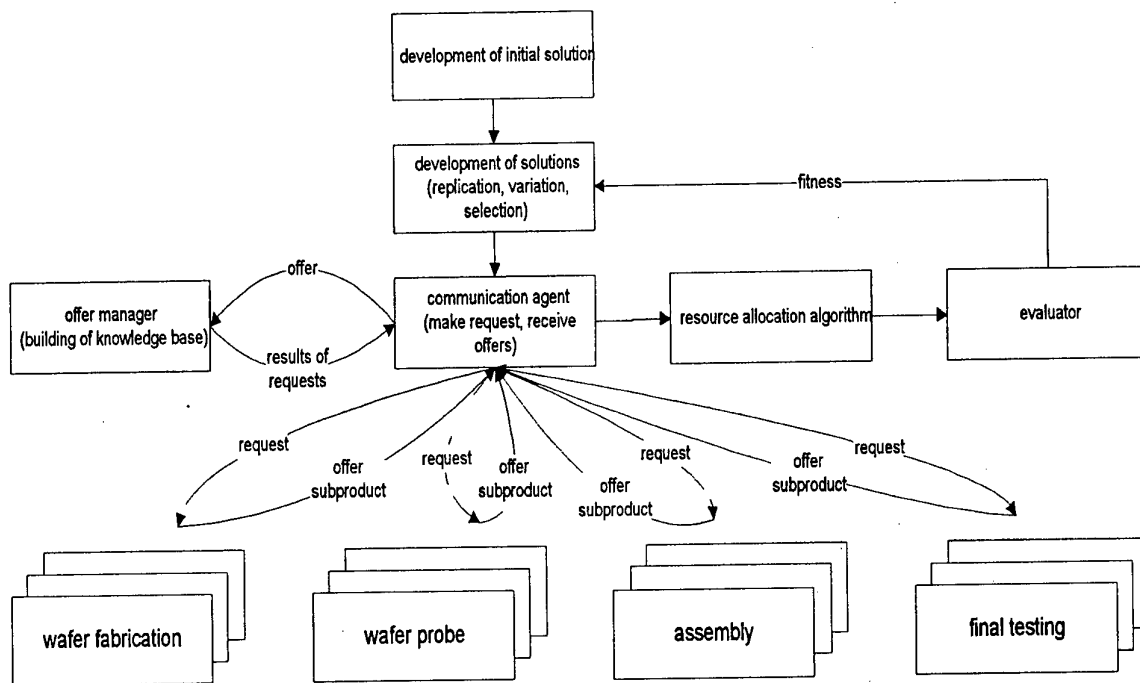 development of initial solution
development of solutions
(replication, variation,
selection)
fitness
offer
offer manager
(building of knowledge base)
communication agent
(make request, receive
offers)
resource allocation algorithm
evaluator
results of
requests
request
offer
subproduct
request
offer
subproduct
offer
subproduct
request
offer
subproduct
request
wafer fabrication
wafer probe
assembly
final testing